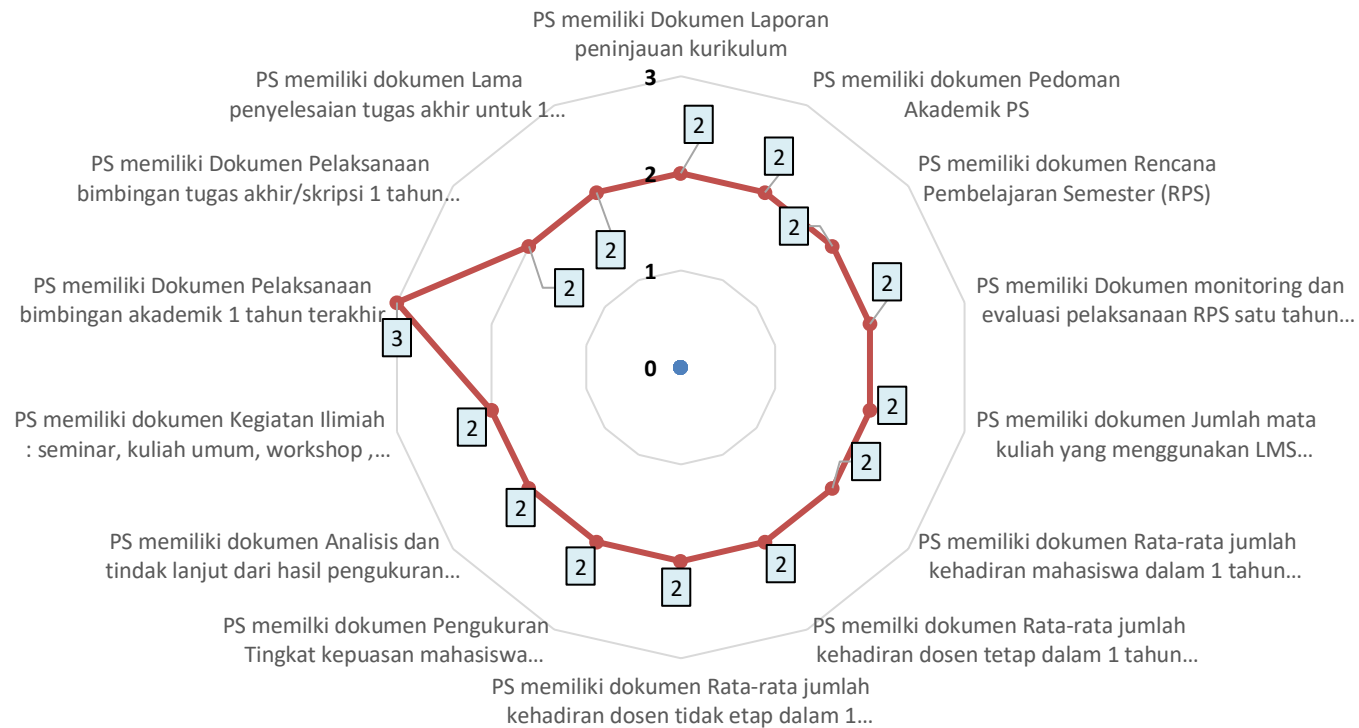 PS memiliki Dokumen Laporan
peninjauan kurikulum
PS memiliki dokumen Lama
penyelesaian tugas akhir untuk 1...
3
PS memiliki dokumen Pedoman
Akademik PS
2
2
PS memiliki Dokumen Pelaksanaan
bimbingan tugas akhir/skripsi 1 tahun...
2
PS memiliki dokumen Rencana
Pembelajaran Semester (RPS)
2
2
2
2
1
PS memiliki Dokumen Pelaksanaan
bimbingan akademik 1 tahun terakhir
3
PS memiliki Dokumen monitoring dan
evaluasi pelaksanaan RPS satu tahun...
0
2
PS memiliki dokumen Kegiatan Ilimiah
: seminar, kuliah umum, workshop ,...
2
PS memiliki dokumen Jumlah mata
kuliah yang menggunakan LMS...
2
2
PS memiliki dokumen Analisis dan
tindak lanjut dari hasil pengukuran...
2
2
2
PS memiliki dokumen Rata-rata jumlah
kehadiran mahasiswa dalam 1 tahun...
PS memilki dokumen Pengukuran
Tingkat kepuasan mahasiswa...
PS memilki dokumen Rata-rata jumlah
kehadiran dosen tetap dalam 1 tahun...
PS memiliki dokumen Rata-rata jumlah
kehadiran dosen tidak etap dalam 1...